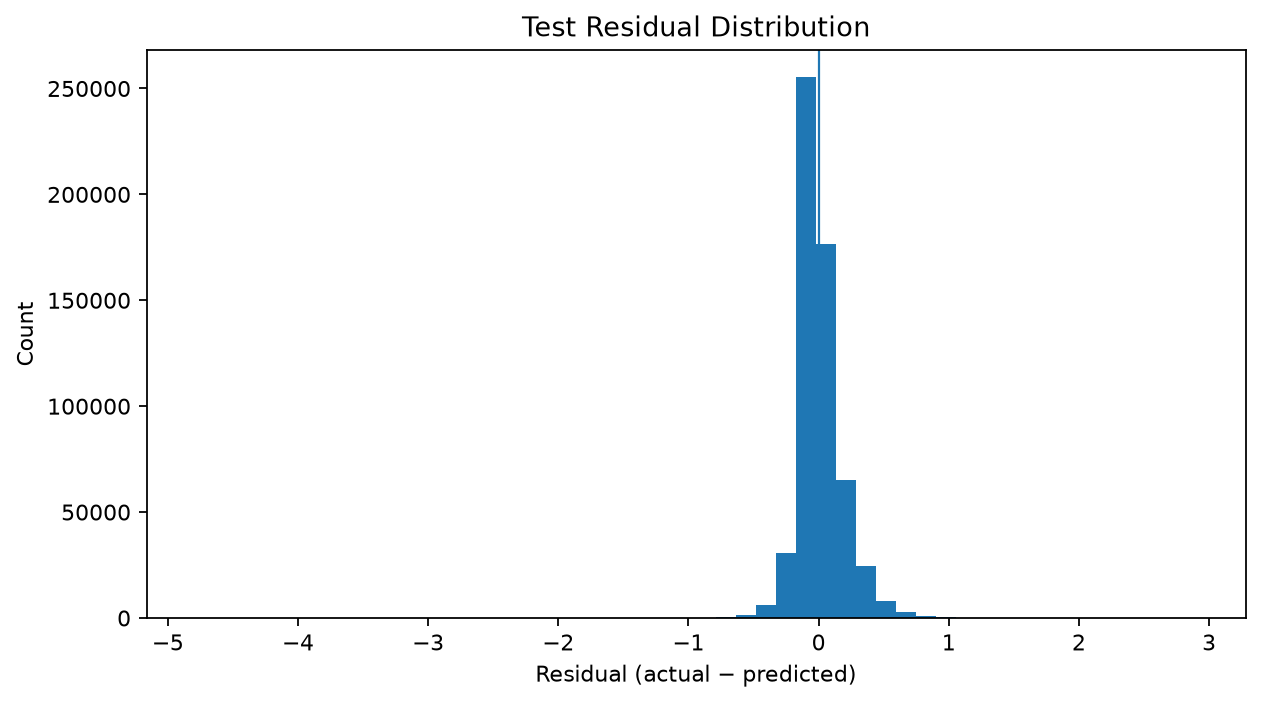 Test Residual Distribution
250000
200000
150000
100000
50000
0
Count
−5 −4 −3 −2 −1 0 1 2 3
Residual (actual − predicted)